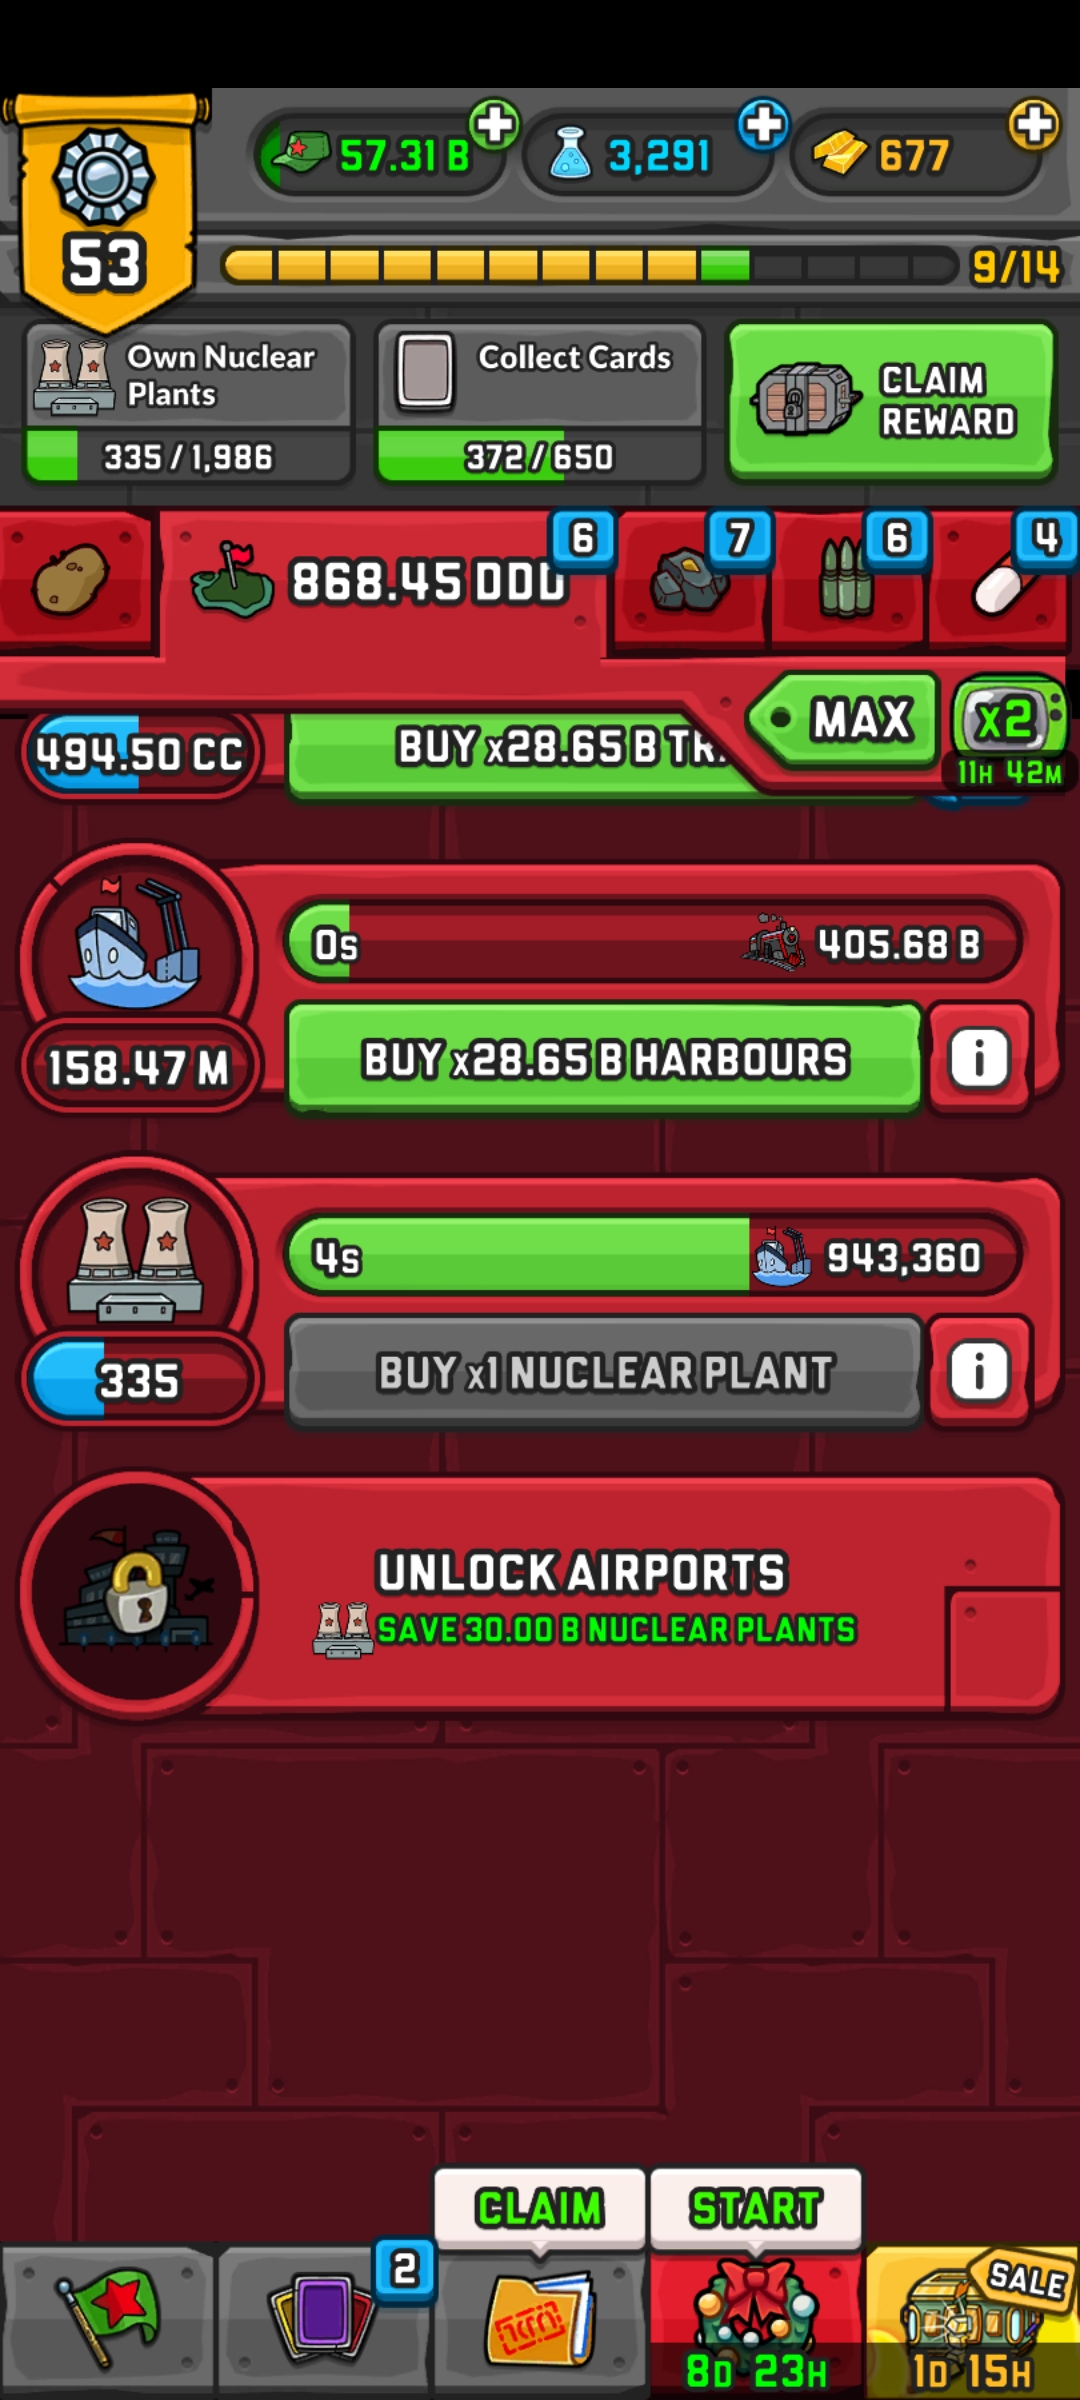 57.31 B
3,291
677
53
9/14
Own Nuclear
Plants
335 / 1,986
Collect Cards
372 / 650
CLAIM
REWARD
868.45 DDD
6
7
6
4
MAX
x2
11H 42M
494.50 CC
BUY x28.65 B
0s
405.68 B
158.47 M
BUY x28.65 B HARBOURS
i
4s
943,360
335
BUY x1 NUCLEAR PLANT
i
UNLOCK AIRPORTS
SAVE 30.00 B NUCLEAR PLANTS
CLAIM
START
2
SALE
8D 23H
1D 15H